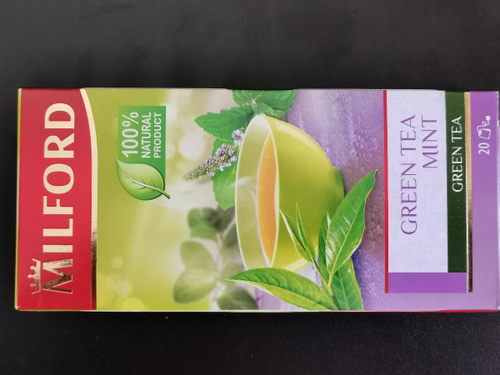 MILFORD
100%
NATURAL
PRODUCT
GREEN TEA
MINT
GREEN TEA
20